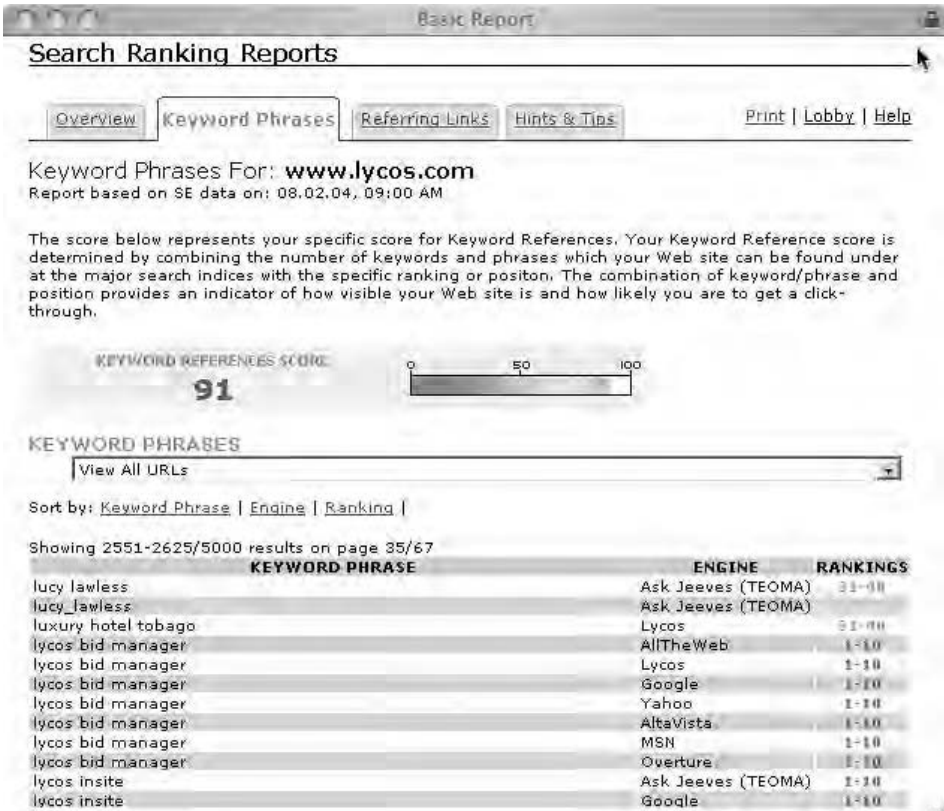 Basic Report
Search Ranking Reports
Overview Keyword Phrases Referring Links Hints & Tips Print | Lobby | Help
Keyword Phrases For: www.lycos.com
Report based on SE data on: 08.02.04, 09:00 AM
The score below represents your specific score for Keyword References. Your Keyword Reference score is
determined by combining the number of keywords and phrases which your Web site can be found under
at the major search indices with the specific ranking or positon. The combination of keyword/phrase and
position provides an indicator of how visible your Web site is and how likely you are to get a click-
through.
KEYWORD REFERENCES SCORE 0 50 100
91
KEYWORD PHRASES
View All URLs
Sort by: Keyword Phrase | Engine | Ranking |
Showing 2551-2625/5000 results on page 35/67
KEYWORD PHRASE ENGINE RANKINGS
lucy lawless Ask Jeeves (TEOMA)
lucy_lawless Ask Jeeves (TEOMA)
luxury hotel tobago Lycos
lycos bid manager AllTheWeb 1-10
lycos bid manager Lycos 1-10
lycos bid manager Google 1-10
lycos bid manager Yahoo 1-10
lycos bid manager AltaVista 1-10
lycos bid manager MSN 1-10
lycos bid manager Overture 1-10
lycos insite Ask Jeeves (TEOMA) 1-10
lycos insite Google 1-10